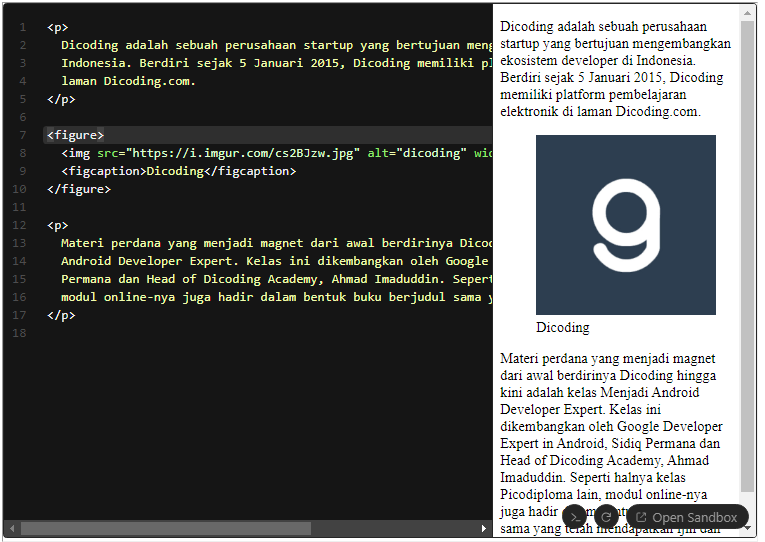 1 <p>
2 Dicoding adalah sebuah perusahaan startup yang bertujuan meng
3 Indonesia. Berdiri sejak 5 Januari 2015, Dicoding memiliki pl
4 laman Dicoding.com.
5 </p>
6
7 <figure>
8 <img src="https://i.imgur.com/cs2BJzw.jpg" alt="dicoding" wid
9 <figcaption>Dicoding</figcaption>
10 </figure>
11
12 <p>
13 Materi perdana yang menjadi magnet dari awal berdirinya Dico
14 Android Developer Expert. Kelas ini dikembangkan oleh Google
15 Permana dan Head of Dicoding Academy, Ahmad Imaduddin. Sepert
16 modul online-nya juga hadir dalam bentuk buku berjudul sama y
17 </p>
18
Dicoding adalah sebuah perusahaan
startup yang bertujuan mengembangkan
ekosistem developer di Indonesia.
Berdiri sejak 5 Januari 2015, Dicoding
memiliki platform pembelajaran
elektronik di laman Dicoding.com.
Dicoding
Materi perdana yang menjadi magnet
dari awal berdirinya Dicoding hingga
kini adalah kelas Menjadi Android
Developer Expert. Kelas ini
dikembangkan oleh Google Developer
Expert in Android, Sidiq Permana dan
Head of Dicoding Academy, Ahmad
Imaduddin. Seperti halnya kelas
Picodiploma lain, modul online-nya
juga hadir
Open Sandbox
sama yang telah mendapatkan ijin dari